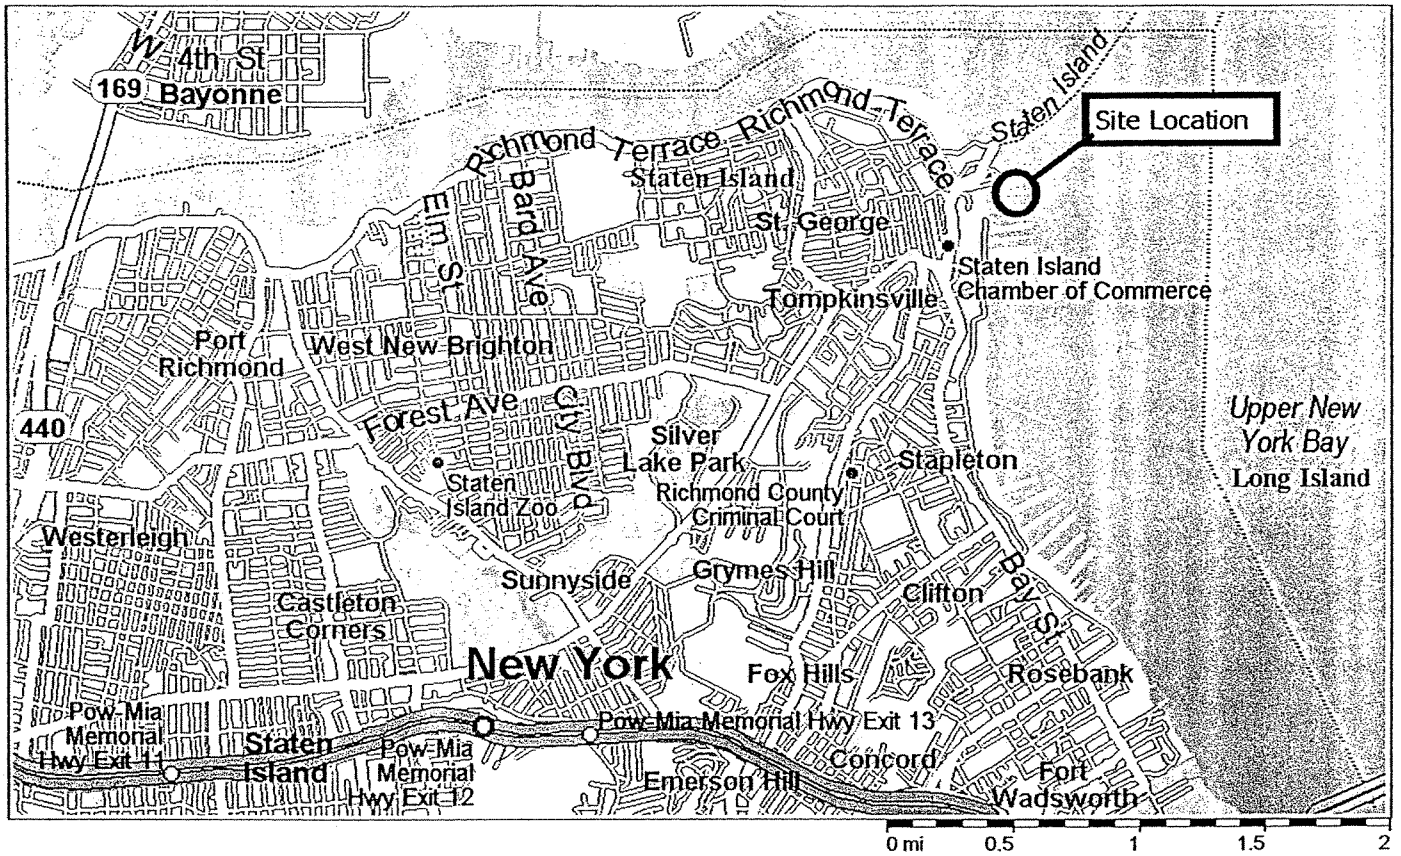 W 4th St
169
Bayonne
Staten Island
Site Location
Richmond Terrace
Richmond Terrace
Staten Island
Elm St
Bard Ave
St. George
Staten Island
Chamber of Commerce
Tompkinsville
Port
Richmond
West New Brighton
Forest Ave
City Blvd
440
Silver
Lake Park
Upper New
York Bay
Long Island
Staten
Island Zoo
Stapleton
Richmond County
Criminal Court
Westerleigh
Sunnyside
Grymes Hill
Bay St
Clifton
Castleton
Corners
New York
Fox Hills
Rosebank
Pow-Mia
Memorial
Hwy Exit 11
Staten
Island
Pow-Mia
Memorial
Hwy Exit 12
Pow-Mia Memorial Hwy Exit 13
Concord
Emerson Hill
Fort
Wadsworth
0 mi 0.5 1 1.5 2